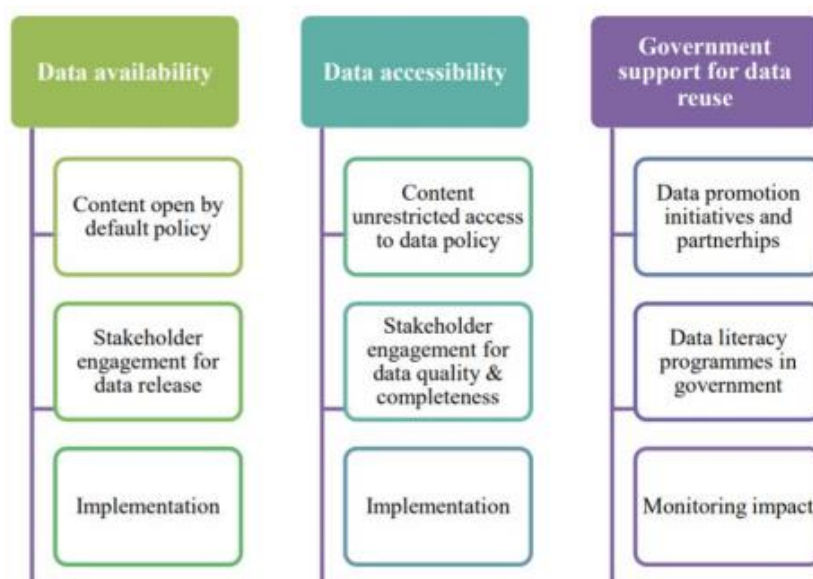 Data availability
Content open by
default policy
Stakeholder
engagement for
data release
Implementation
Data accessibility
Content
unrestricted access
to data policy
Stakeholder
engagement for
data quality &
completeness
Implementation
Government
support for data
reuse
Data promotion
initiatives and
partnerhips
Data literacy
programmes in
government
Monitoring impact